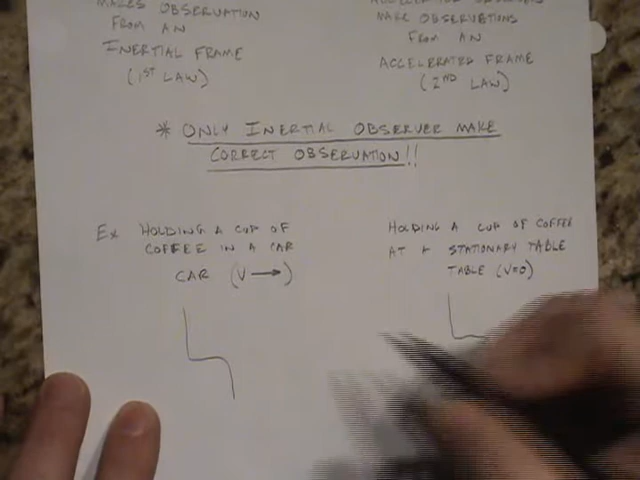 MAKES OBSERVATION
FROM AN
INERTIAL FRAME
(1ST LAW)
MAKE OBSERVTIONS
FROM AN
ACCELERATED FRAME
(2ND LAW)
* ONLY INERTIAL OBSERVER MAKE
CORRECT OBSERVATION!!
Ex HOLDING A CUP OF
COFFEE IN A CAR
CAR (V →)
HOLDING A CUP OF COFFEE
AT A STATIONARY TABLE
TABLE (V=0)